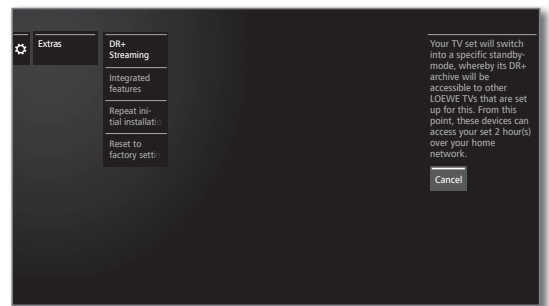 Extras
DR+
Streaming
Integrated
features
Repeat ini-
tial installatio
Reset to
factory settin
Your TV set will switch
into a specific standby-
mode, whereby its DR+
archive will be
accessible to other
LOEWE TVs that are set
up for this. From this
point, these devices can
access your set 2 hour(s)
over your home
network.
Cancel